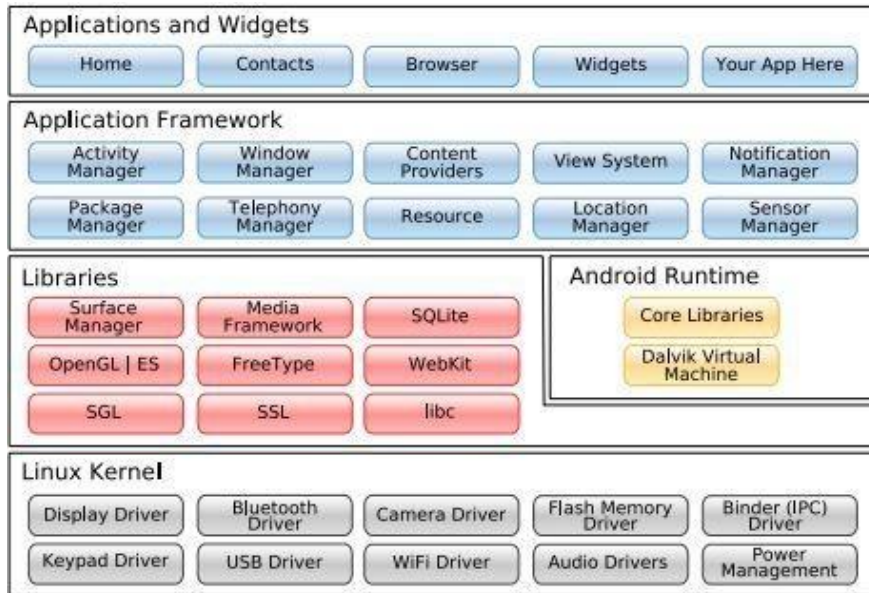 Applications and Widgets
Home
Contacts
Browser
Widgets
Your App Here
Application Framework
Activity
Manager
Window
Manager
Content
Providers
View System
Notification
Manager
Package
Manager
Telephony
Manager
Resource
Location
Manager
Sensor
Manager
Libraries
Surface
Manager
Media
Framework
SQLite
OpenGL | ES
FreeType
WebKit
SGL
SSL
libc
Android Runtime
Core Libraries
Dalvik Virtual
Machine
Linux Kernel
Display Driver
Bluetooth
Driver
Camera Driver
Flash Memory
Driver
Binder (IPC)
Driver
Keypad Driver
USB Driver
WiFi Driver
Audio Drivers
Power
Management